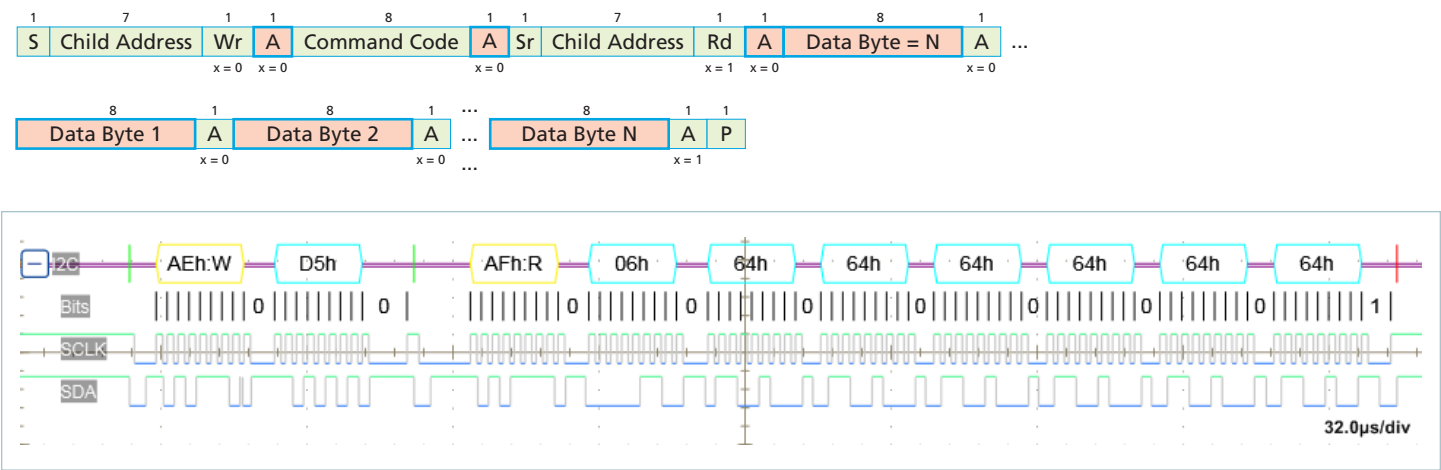 1 7 1 1 8 1 1 7 1 1 8 1
S Child Address Wr A Command Code A Sr Child Address Rd A Data Byte = N A ...
x = 0 x = 0 x = 0 x = 1 x = 0 x = 0
8 1 8 1 ... 8 1 1
Data Byte 1 A Data Byte 2 A ... Data Byte N A P
x = 0 x = 0 ... x = 1
I2C AEh:W D5h AFh:R 06h 64h 64h 64h 64h 64h 64h
Bits 0 0 0 0 0 0 0 0 0 1
SCLK
SDA
32.0µs/div